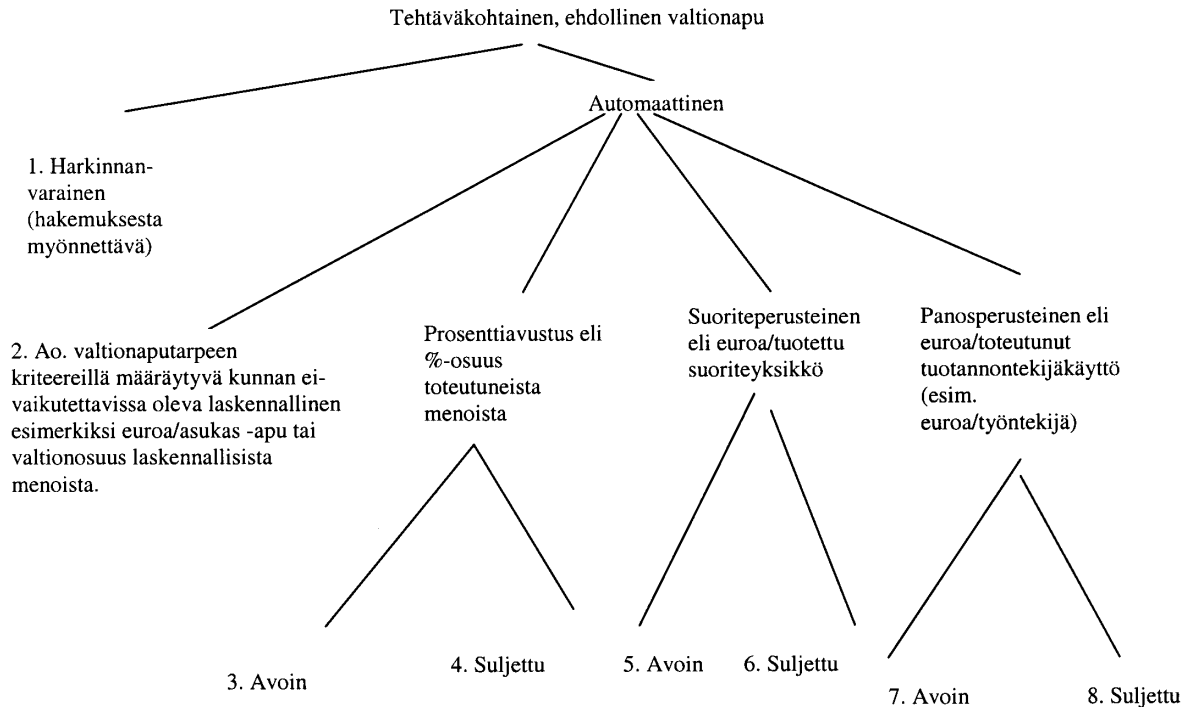 Tehtäväkohtainen, ehdollinen valtionapu
Automaattinen
1. Harkinnan-
varainen
(hakemuksesta
myönnettävä)
2. Ao. valtionaputarpeen
kriteereillä määräytyvä kunnan ei-
vaikutettavissa oleva laskennallinen
esimerkiksi euroa/asukas -apu tai
valtionosuus laskennallisista
menoista.
Prosenttiavustus eli
%-osuus
toteutuneista
menoista
Suoriteperusteinen
eli euroa/tuotettu
suoriteyksikkö
Panosperusteinen eli
euroa/toteutunut
tuotannontekijäkäyttö
(esim.
euroa/työntekijä)
3. Avoin
4. Suljettu
5. Avoin
6. Suljettu
7. Avoin
8. Suljettu